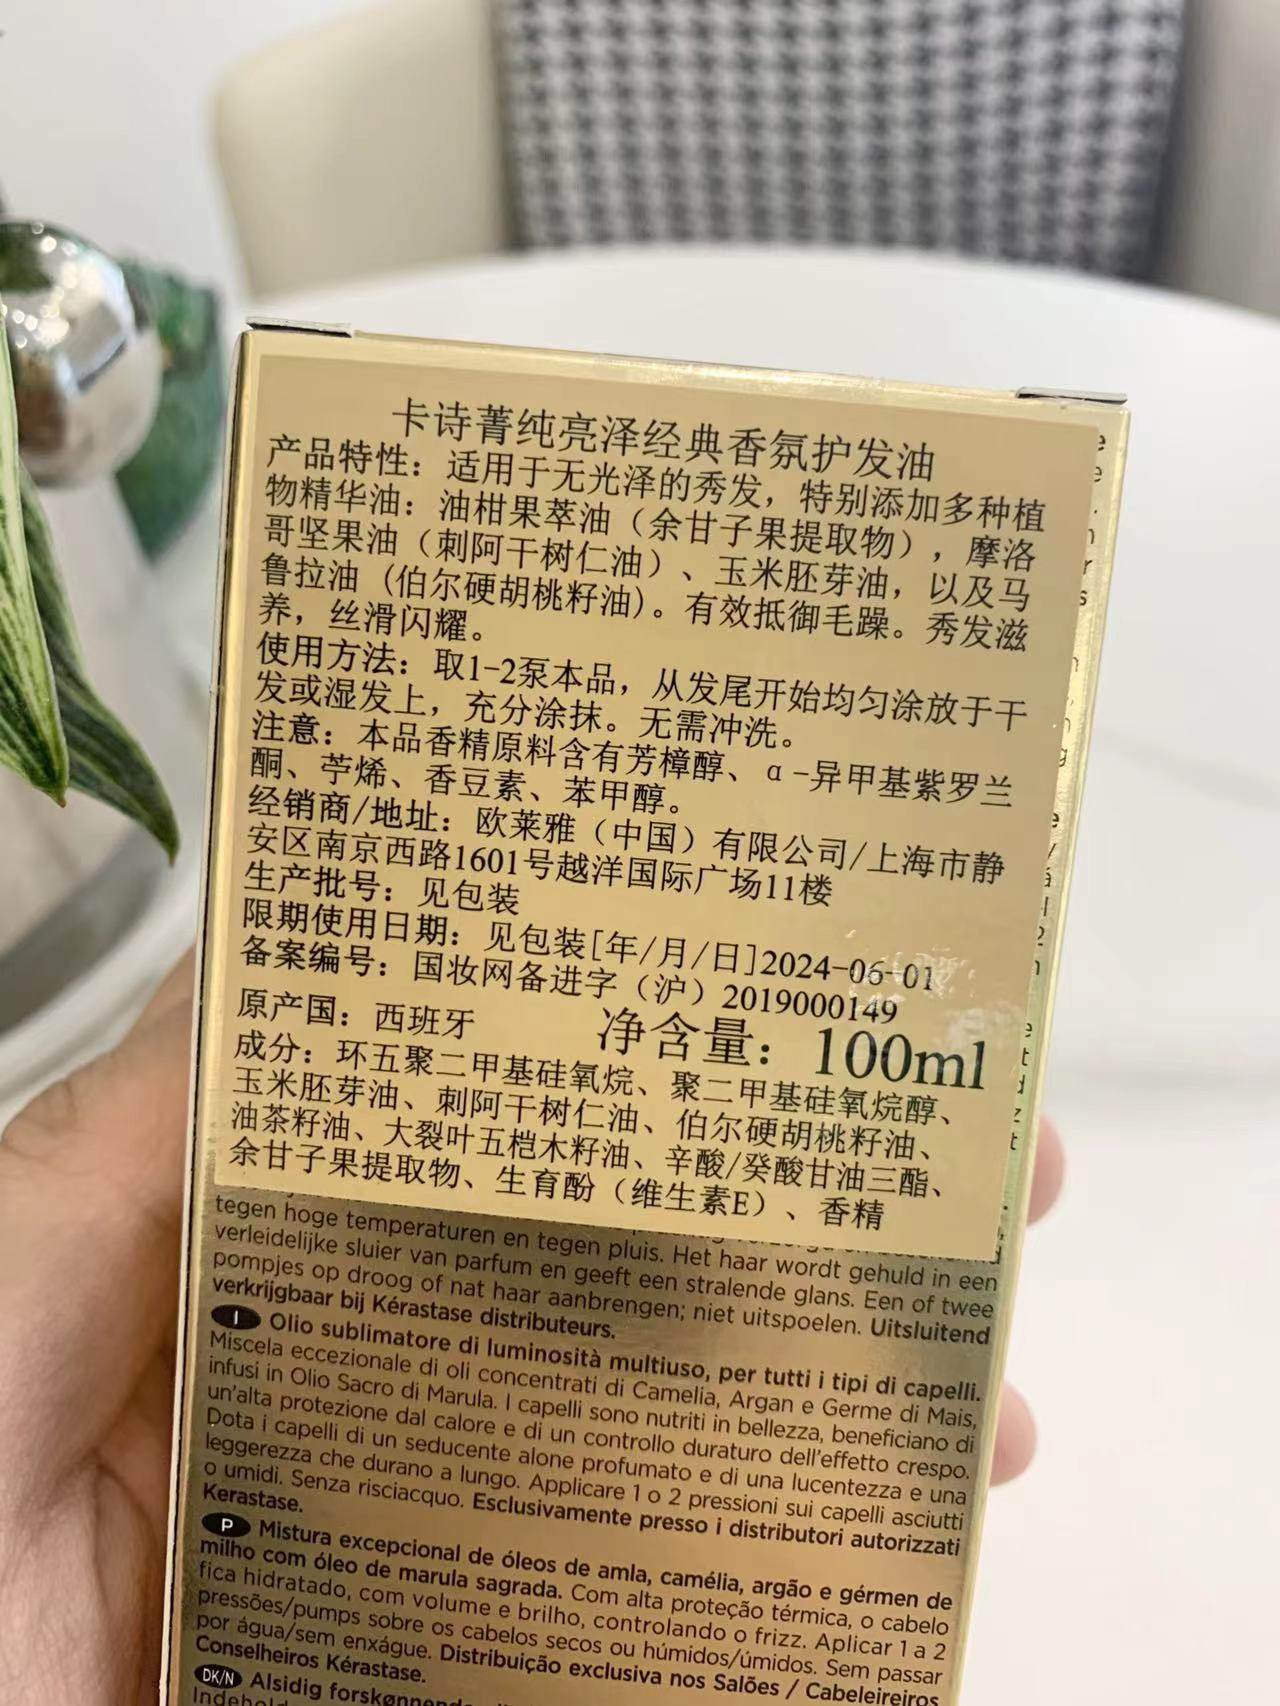 卡诗菁纯亮泽经典香氛护发油
产品特性：适用于无光泽的秀发，特别添加多种植
物精华油：油柑果萃油（余甘子果提取物），摩洛
哥坚果油（刺阿干树仁油）、玉米胚芽油，以及马
鲁拉油 (伯尔硬胡桃籽油)。有效抵御毛躁。秀发滋
养，丝滑闪耀。
使用方法：取1-2泵本品，从发尾开始均匀涂放于干
发或湿发上，充分涂抹。无需冲洗。
注意：本品香精原料含有芳樟醇、α-异甲基紫罗兰
酮、苧烯、香豆素、苯甲醇。
经销商/地址：欧莱雅（中国）有限公司/上海市静
安区南京西路1601号越洋国际广场11楼
生产批号：见包装
限期使用日期：见包装[年/月/日]2024-06-01
备案编号：国妆网备进字（沪）2019000149
原产国：西班牙 净含量：100ml
成分：环五聚二甲基硅氧烷、聚二甲基硅氧烷醇、
玉米胚芽油、刺阿干树仁油、伯尔硬胡桃籽油、
油茶籽油、大裂叶五桤木籽油、辛酸/癸酸甘油三酯、
余甘子果提取物、生育酚（维生素E）、香精
tegen hoge temperaturen en tegen pluis. Het haar wordt gehuld in een
verleidelijke sluier van parfum en geeft een stralende glans. Een of twee
pompjes op droog of nat haar aanbrengen; niet uitspoelen. Uitsluitend
verkrijgbaar bij Kérastase distributeurs.
I Olio sublimatore di luminosità multiuso, per tutti i tipi di capelli.
Miscela eccezionale di oli concentrati di Camelia, Argan e Germe di Mais,
infusi in Olio Sacro di Marula. I capelli sono nutriti in bellezza, beneficiano di
un'alta protezione dal calore e di un controllo duraturo dell'effetto crespo.
Dota i capelli di un seducente alone profumato e di una lucentezza e una
leggerezza che durano a lungo. Applicare 1 o 2 pressioni sui capelli asciutti
o umidi. Senza risciacquo. Esclusivamente presso i distributori autorizzati
Kerastase.
P Mistura excepcional de óleos de amla, camélia, argão e gérmen de
milho com óleo de marula sagrada. Com alta proteção térmica, o cabelo
fica hidratado, com volume e brilho, controlando o frizz. Aplicar 1 a 2
pressões/pumps sobre os cabelos secos ou húmidos/úmidos. Sem passar
por água/sem enxágue. Distribuição exclusiva nos Salões / Cabeleireiros
Conselheiros Kérastase.
DK/N Alsidig